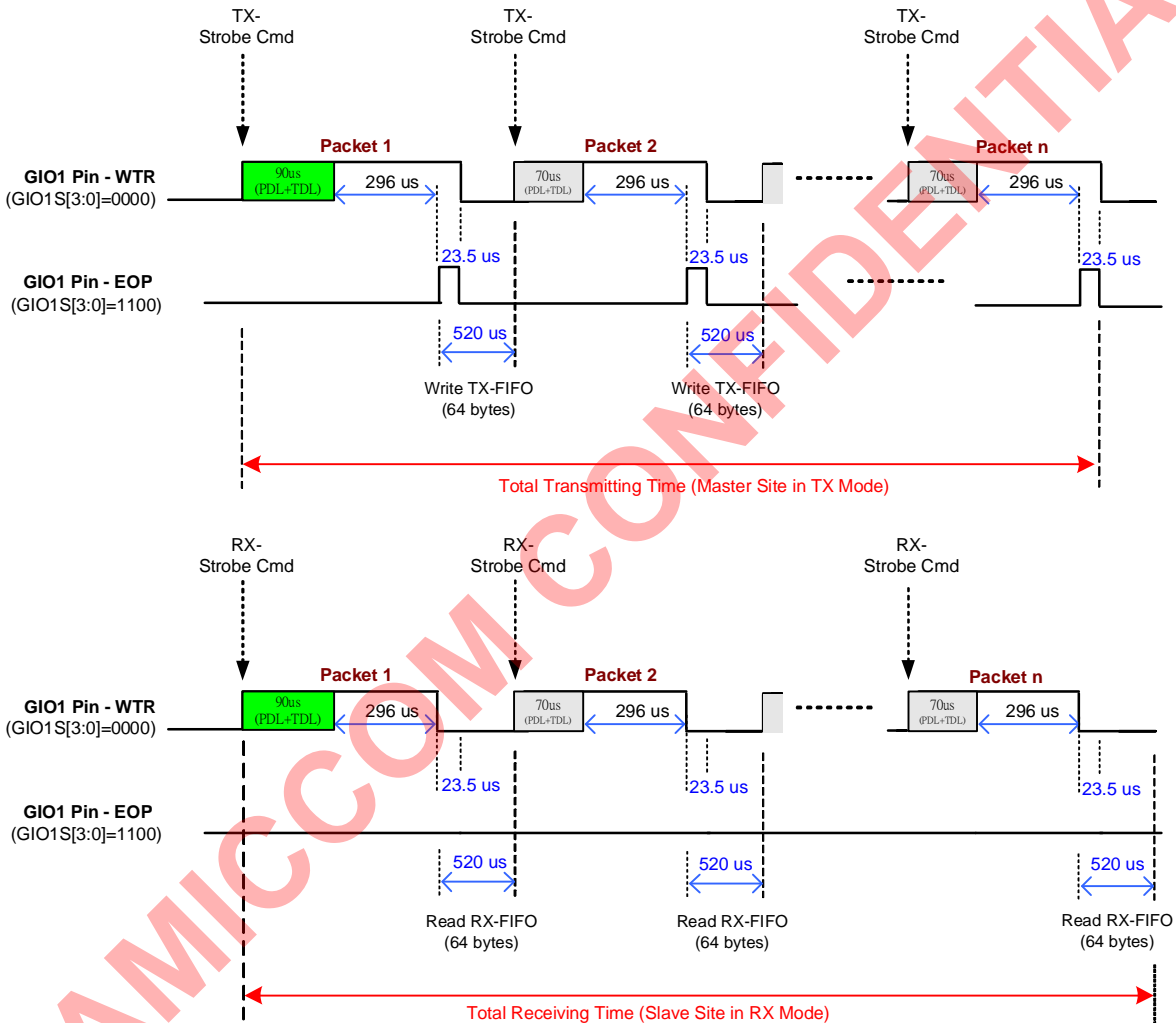 TX-
Strobe Cmd
TX-
Strobe Cmd
TX-
Strobe Cmd
Packet 1
Packet 2
Packet n
GIO1 Pin - WTR
(GIO1S[3:0]=0000)
90us
(PDL+TDL)
296 us
70us
(PDL+TDL)
296 us
70us
(PDL+TDL)
296 us
23.5 us
23.5 us
23.5 us
GIO1 Pin - EOP
(GIO1S[3:0]=1100)
520 us
520 us
Write TX-FIFO
(64 bytes)
Write TX-FIFO
(64 bytes)
Total Transmitting Time (Master Site in TX Mode)
RX-
Strobe Cmd
RX-
Strobe Cmd
RX-
Strobe Cmd
Packet 1
Packet 2
Packet n
GIO1 Pin - WTR
(GIO1S[3:0]=0000)
90us
(PDL+TDL)
296 us
70us
(PDL+TDL)
296 us
70us
(PDL+TDL)
296 us
23.5 us
23.5 us
23.5 us
GIO1 Pin - EOP
(GIO1S[3:0]=1100)
520 us
520 us
520 us
Read RX-FIFO
(64 bytes)
Read RX-FIFO
(64 bytes)
Read RX-FIFO
(64 bytes)
Total Receiving Time (Slave Site in RX Mode)
AMICCOM CONFIDENTIA